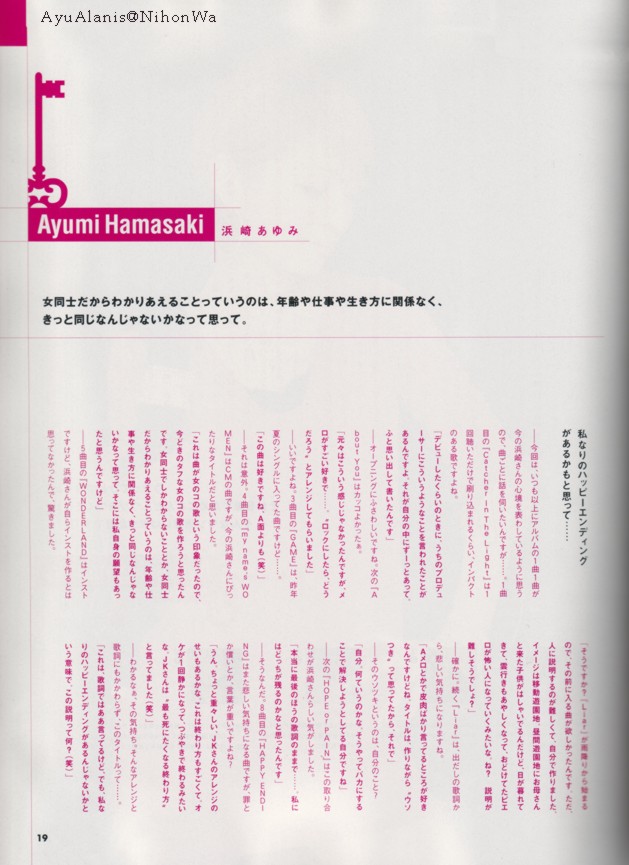 AyuAlanis@NihonWa
Ayumi Hamasaki
浜崎あゆみ
女同士だからわかりあえることっていうのは、年齢や仕事や生き方に関係なく、
きっと同じなんじゃないかなって思って。
私なりのハッピーエンディング
があるかもと思って……
――今回は、いつも以上にアルバムの1曲1曲が
今の浜崎さんの心境を表わしているように思う
ので、曲ごとに話を伺いたいんですが……。1曲
目の「Catcher In The Light」は1
回聴いただけで刷り込まれるくらい、インパクト
のある歌ですよね。
「デビューしたくらいのときに、うちのプロデュ
ーサーにこういうようなことを言われたことが
あるんですよ。それが自分の中にずーっとあって、
ふと思い出して書いたんです」
――オープニングにふさわしいですね。次の「A
bout You」はカッコよかったぁ。
「元々はこういう感じじゃなかったんですが、メ
ロがすごい好きで……。”ロックにしたら、どう
だろう”とアレンジしてもらいました」
――いいですよね。3曲目の「GAME」は、昨年
夏のシングルに入ってた曲ですけど……。
「この曲は好きですね、A面よりも（笑）」
――それは意外。4曲目の「my name's WO
MEN」はCMの曲ですが、今の浜崎さんにぴっ
たりなタイトルだと思いました。
「これは曲が女のコの歌という印象だったので、
今どきのタフな女のコの歌を作ろうと思ったん
です。女同士でしかわからないこととか、女同士
だからわかりあえることっていうのは、年齢や仕
事や生き方に関係なく、きっと同じなんじゃな
いかなって思って。そこには私自身の願望もあっ
たと思うんですけど」
――5曲目の「WONDERLAND」はインスト
ですけど、浜崎さんが自らインストを作るとは
思ってなかったんで、驚きました。
「そうですか？「Liar」が雨降りから始まる
ので、その前に入る曲が欲しかったんです。ただ、
人に説明するのが難しくて、自分で作りました。
イメージは移動遊園地。昼間遊園地にお母さん
と来た子供がはしゃいでるんだけど、日が暮れて
きて、雲行きもあやしくなって、おどけてたピエ
ロが怖い人になっていくみたいな ね？ 説明が
難しそうでしょ？」
――確かに。続く「Liar」は、出だしの歌詞か
ら、悲しい気持ちになりますね。
「Aメロとかで皮肉ばかり言ってるところが好き
なんですけどね。タイトルは、作りながら”ウソ
つき”って思ってたから、それで」
――そのウソツキというのは、自分のこと？
「自分、何ていうのかな、そうやってバカにする
ことで解決しようとしてる自分ですね」
――次の「HOPE or PAIN」はこの取り合
わせが浜崎さんらしい気がしました。
「本当に最後のほうの歌詞のままで……、私に
はどっちが残るのかなと思ったんです」
――そうなんだ。8曲目の「HAPPY ENDI
NG」はまた悲しい気持ちになる曲ですが、罪と
か償いとか、言葉が重いですよね？
「うん、ちょっと重々しい。JKさんのアレンジの
せいもあるかな、これは終わり方もすごくて、オ
ケが1回静かになって、つぶやきで終わるみたい
な。JKさんは、”最も死にたくなる終わり方”
と言ってました（笑）」
――わかるなぁ、その気持ち。そんなアレンジと
歌詞にもかかわらず、このタイトルって……。
「これは、歌詞ではああ言ってるけど、でも、私な
りのハッピーエンディングがあるんじゃないかと
いう意味で。この説明って何？（笑）」
19